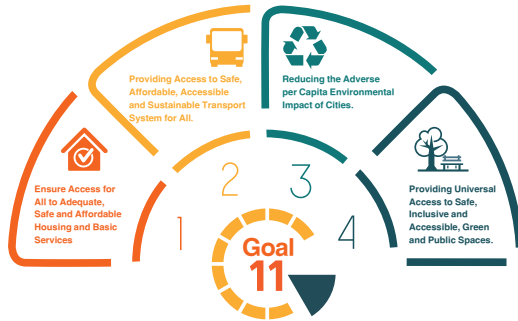 Providing Access to Safe,
Affordable, Accessible
and Sustainable Transport
System for All.
Reducing the Adverse
per Capita Environmental
Impact of Cities.
Ensure Access for
All to Adequate,
Safe and Affordable
Housing and Basic
Services
Providing Universal
Access to Safe,
Inclusive and
Accessible, Green
and Public Spaces.
1
2
3
4
Goal
11